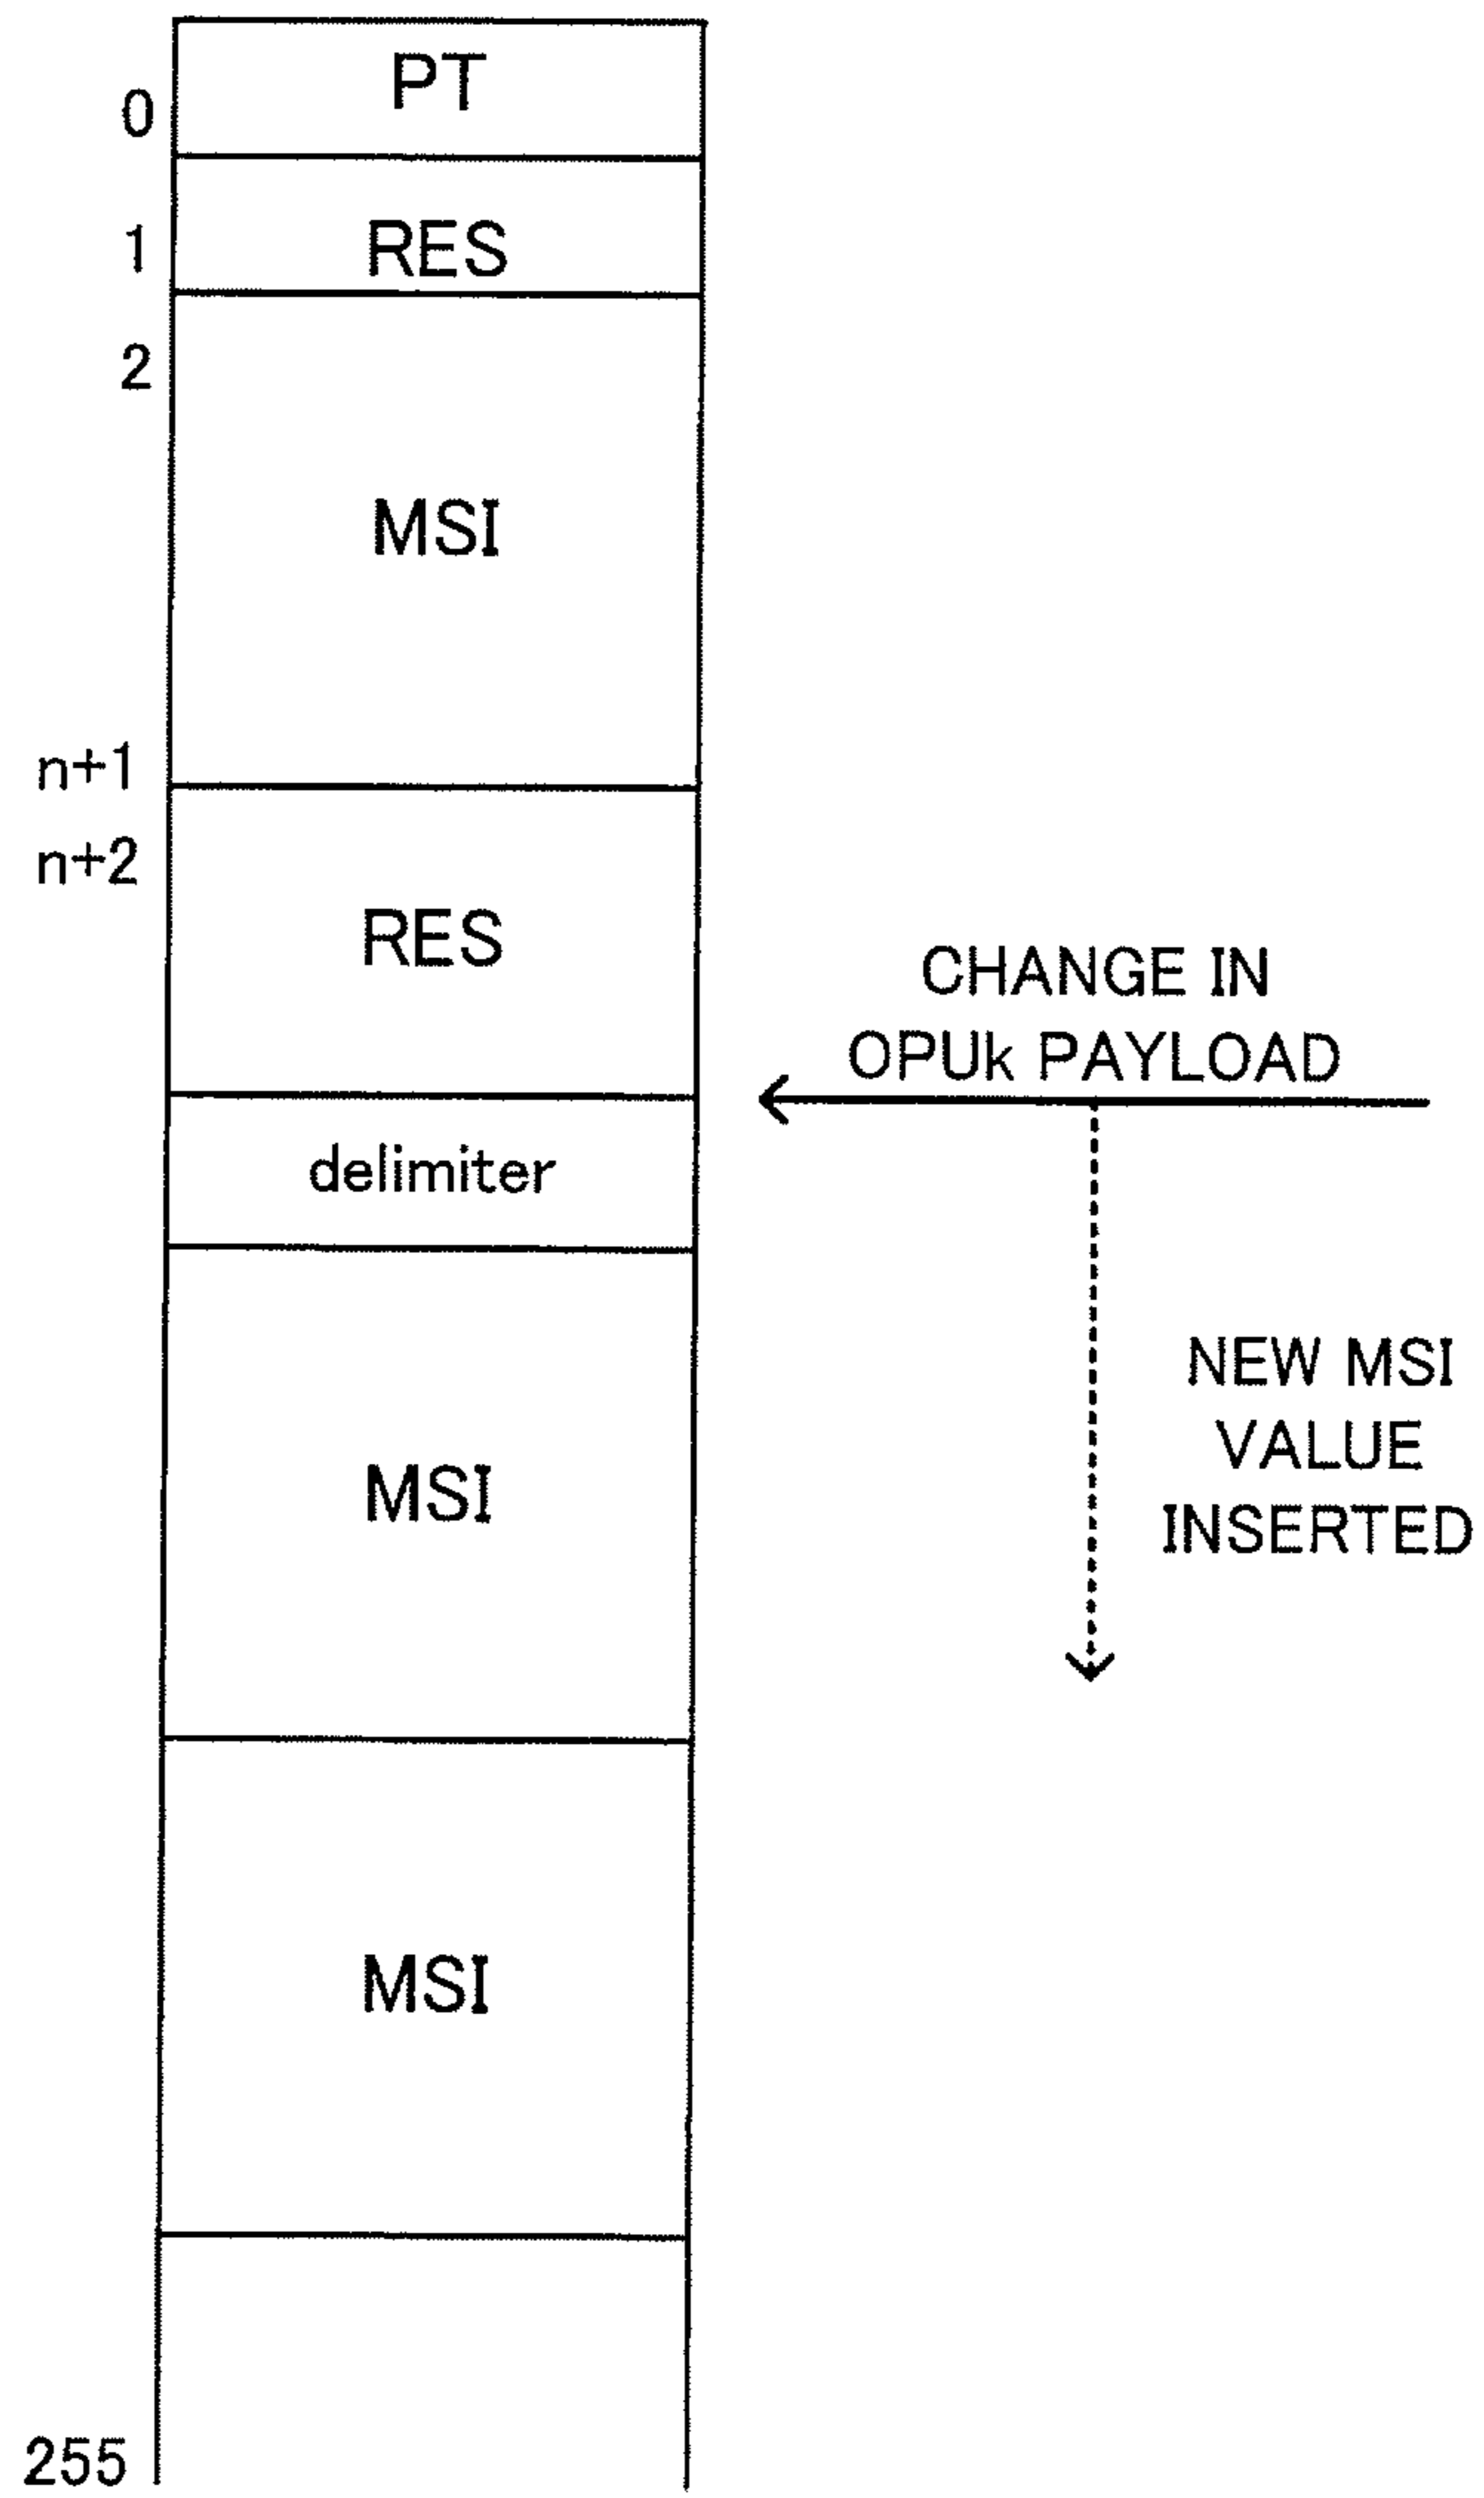 PT
0
RES
1
2
MSI
n+1
n+2
RES
CHANGE IN
OPUk PAYLOAD
delimiter
NEW MSI
VALUE
INSERTED
MSI
MSI
255